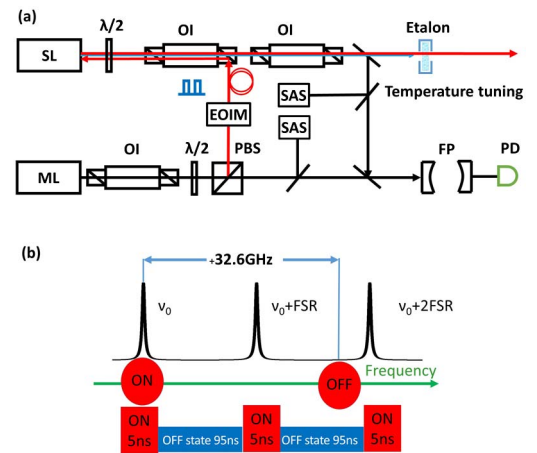 (a)
λ/2
OI
OI
Etalon
SL
SAS
Temperature tuning
EOIM
SAS
λ/2
PBS
OI
FP
PD
ML
(b)
+32.6GHz
ν₀
ν₀+FSR
ν₀+2FSR
Frequency
ON
OFF
ON
ON
ON
5ns
OFF state 95ns
5ns
OFF state 95ns
5ns